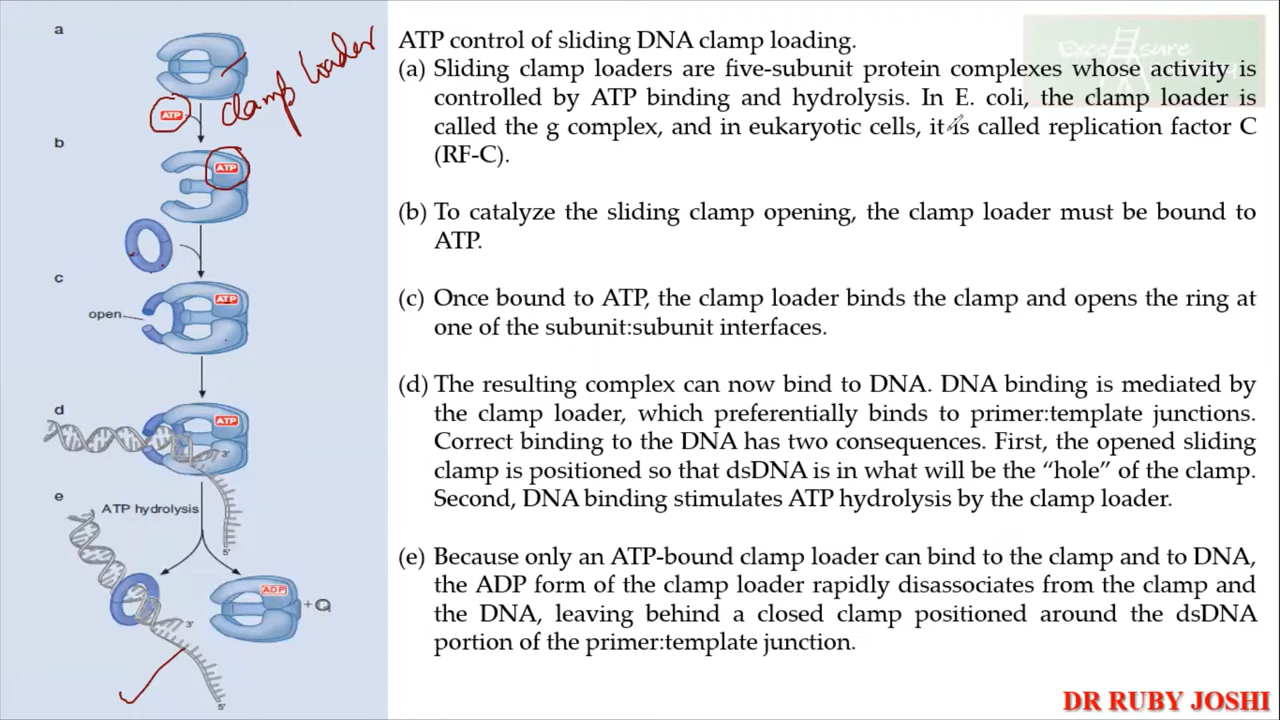 a
clamp loader
ATP
b
ATP
c
ATP
open
d
ATP
3'
5'
e
ATP hydrolysis
ADP
+
3'
5'
ATP control of sliding DNA clamp loading.
(a) Sliding clamp loaders are five-subunit protein complexes whose activity is
controlled by ATP binding and hydrolysis. In E. coli, the clamp loader is
called the g complex, and in eukaryotic cells, it is called replication factor C
(RF-C).
(b) To catalyze the sliding clamp opening, the clamp loader must be bound to
ATP.
(c) Once bound to ATP, the clamp loader binds the clamp and opens the ring at
one of the subunit:subunit interfaces.
(d) The resulting complex can now bind to DNA. DNA binding is mediated by
the clamp loader, which preferentially binds to primer:template junctions.
Correct binding to the DNA has two consequences. First, the opened sliding
clamp is positioned so that dsDNA is in what will be the “hole” of the clamp.
Second, DNA binding stimulates ATP hydrolysis by the clamp loader.
(e) Because only an ATP-bound clamp loader can bind to the clamp and to DNA,
the ADP form of the clamp loader rapidly disassociates from the clamp and
the DNA, leaving behind a closed clamp positioned around the dsDNA
portion of the primer:template junction.
DR RUBY JOSHI